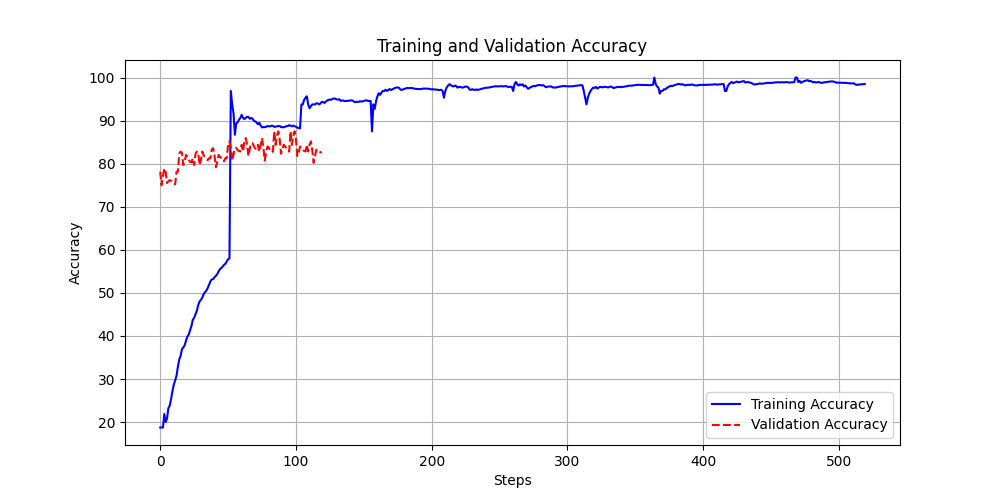 Training and Validation Accuracy
100
90
80
70
60
50
40
30
20
Accuracy
0 100 200 300 400 500
Steps
Training Accuracy
Validation Accuracy